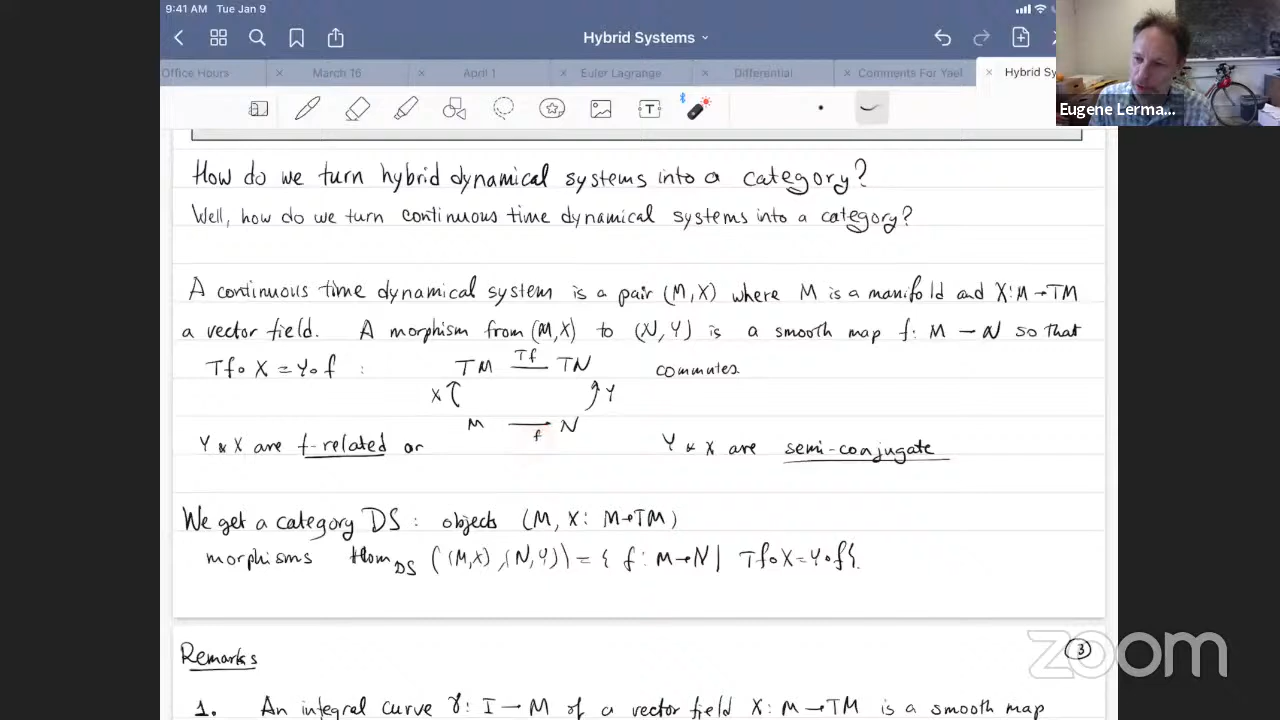 9:41 AM Tue Jan 9
Hybrid Systems
Office Hours
March 16
April 1
Euler Lagrange
Differential
Comments For Yael
Hybrid Sy
Eugene Lerma...
How do we turn hybrid dynamical systems into a category?
Well, how do we turn continuous time dynamical systems into a category?
A continuous time dynamical system is a pair (M,X) where M is a manifold and X:M→TM
a vector field. A morphism from (M,X) to (N,Y) is a smooth map f: M → N so that
Tf∘X = Y∘f : TM Tf TN commutes.
X Y
M → N
f
Y & X are f-related or Y & X are semi-conjugate
We get a category DS: objects (M, X: M→TM)
morphisms Hom_DS ((M,X),(N,Y)) = { f: M→N | Tf∘X=Y∘f}.
Remarks
3
zoom
1. An integral curve γ: I → M of a vector field X: M→TM is a smooth map